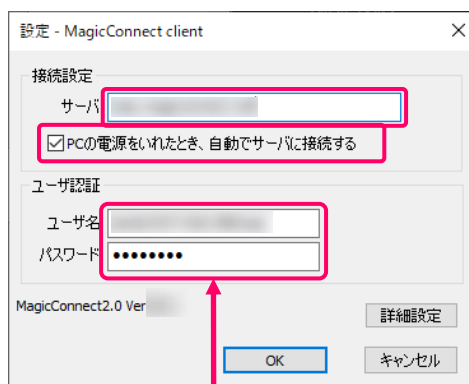 設定 - MagicConnect client
接続設定
サーバ
PCの電源をいれたとき、自動でサーバに接続する
ユーザ認証
ユーザ名
パスワード ••••••••
MagicConnect2.0 Ver
詳細設定
OK キャンセル